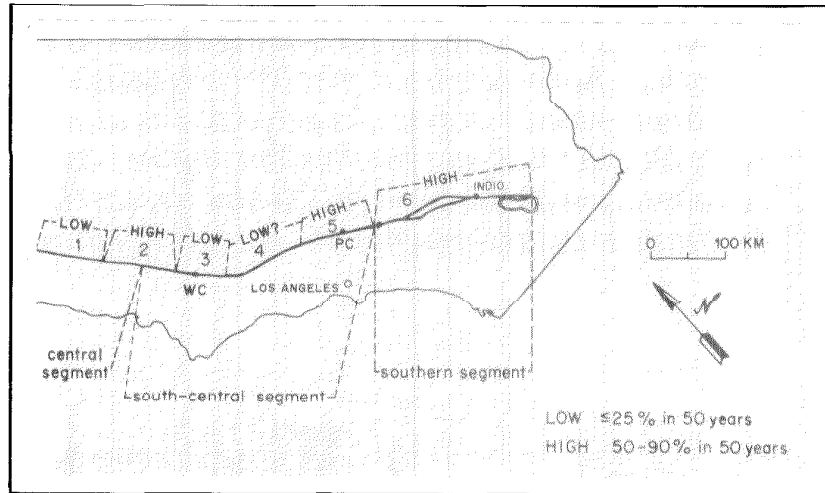 HIGH
INDIO
6
HIGH
5
PC
LOW?
4
LOW
1
HIGH
2
LOW
3
WC
LOS ANGELES
0 100 KM
N
central
segment
south-central segment
southern segment
LOW ≤25% in 50 years
HIGH 50-90% in 50 years